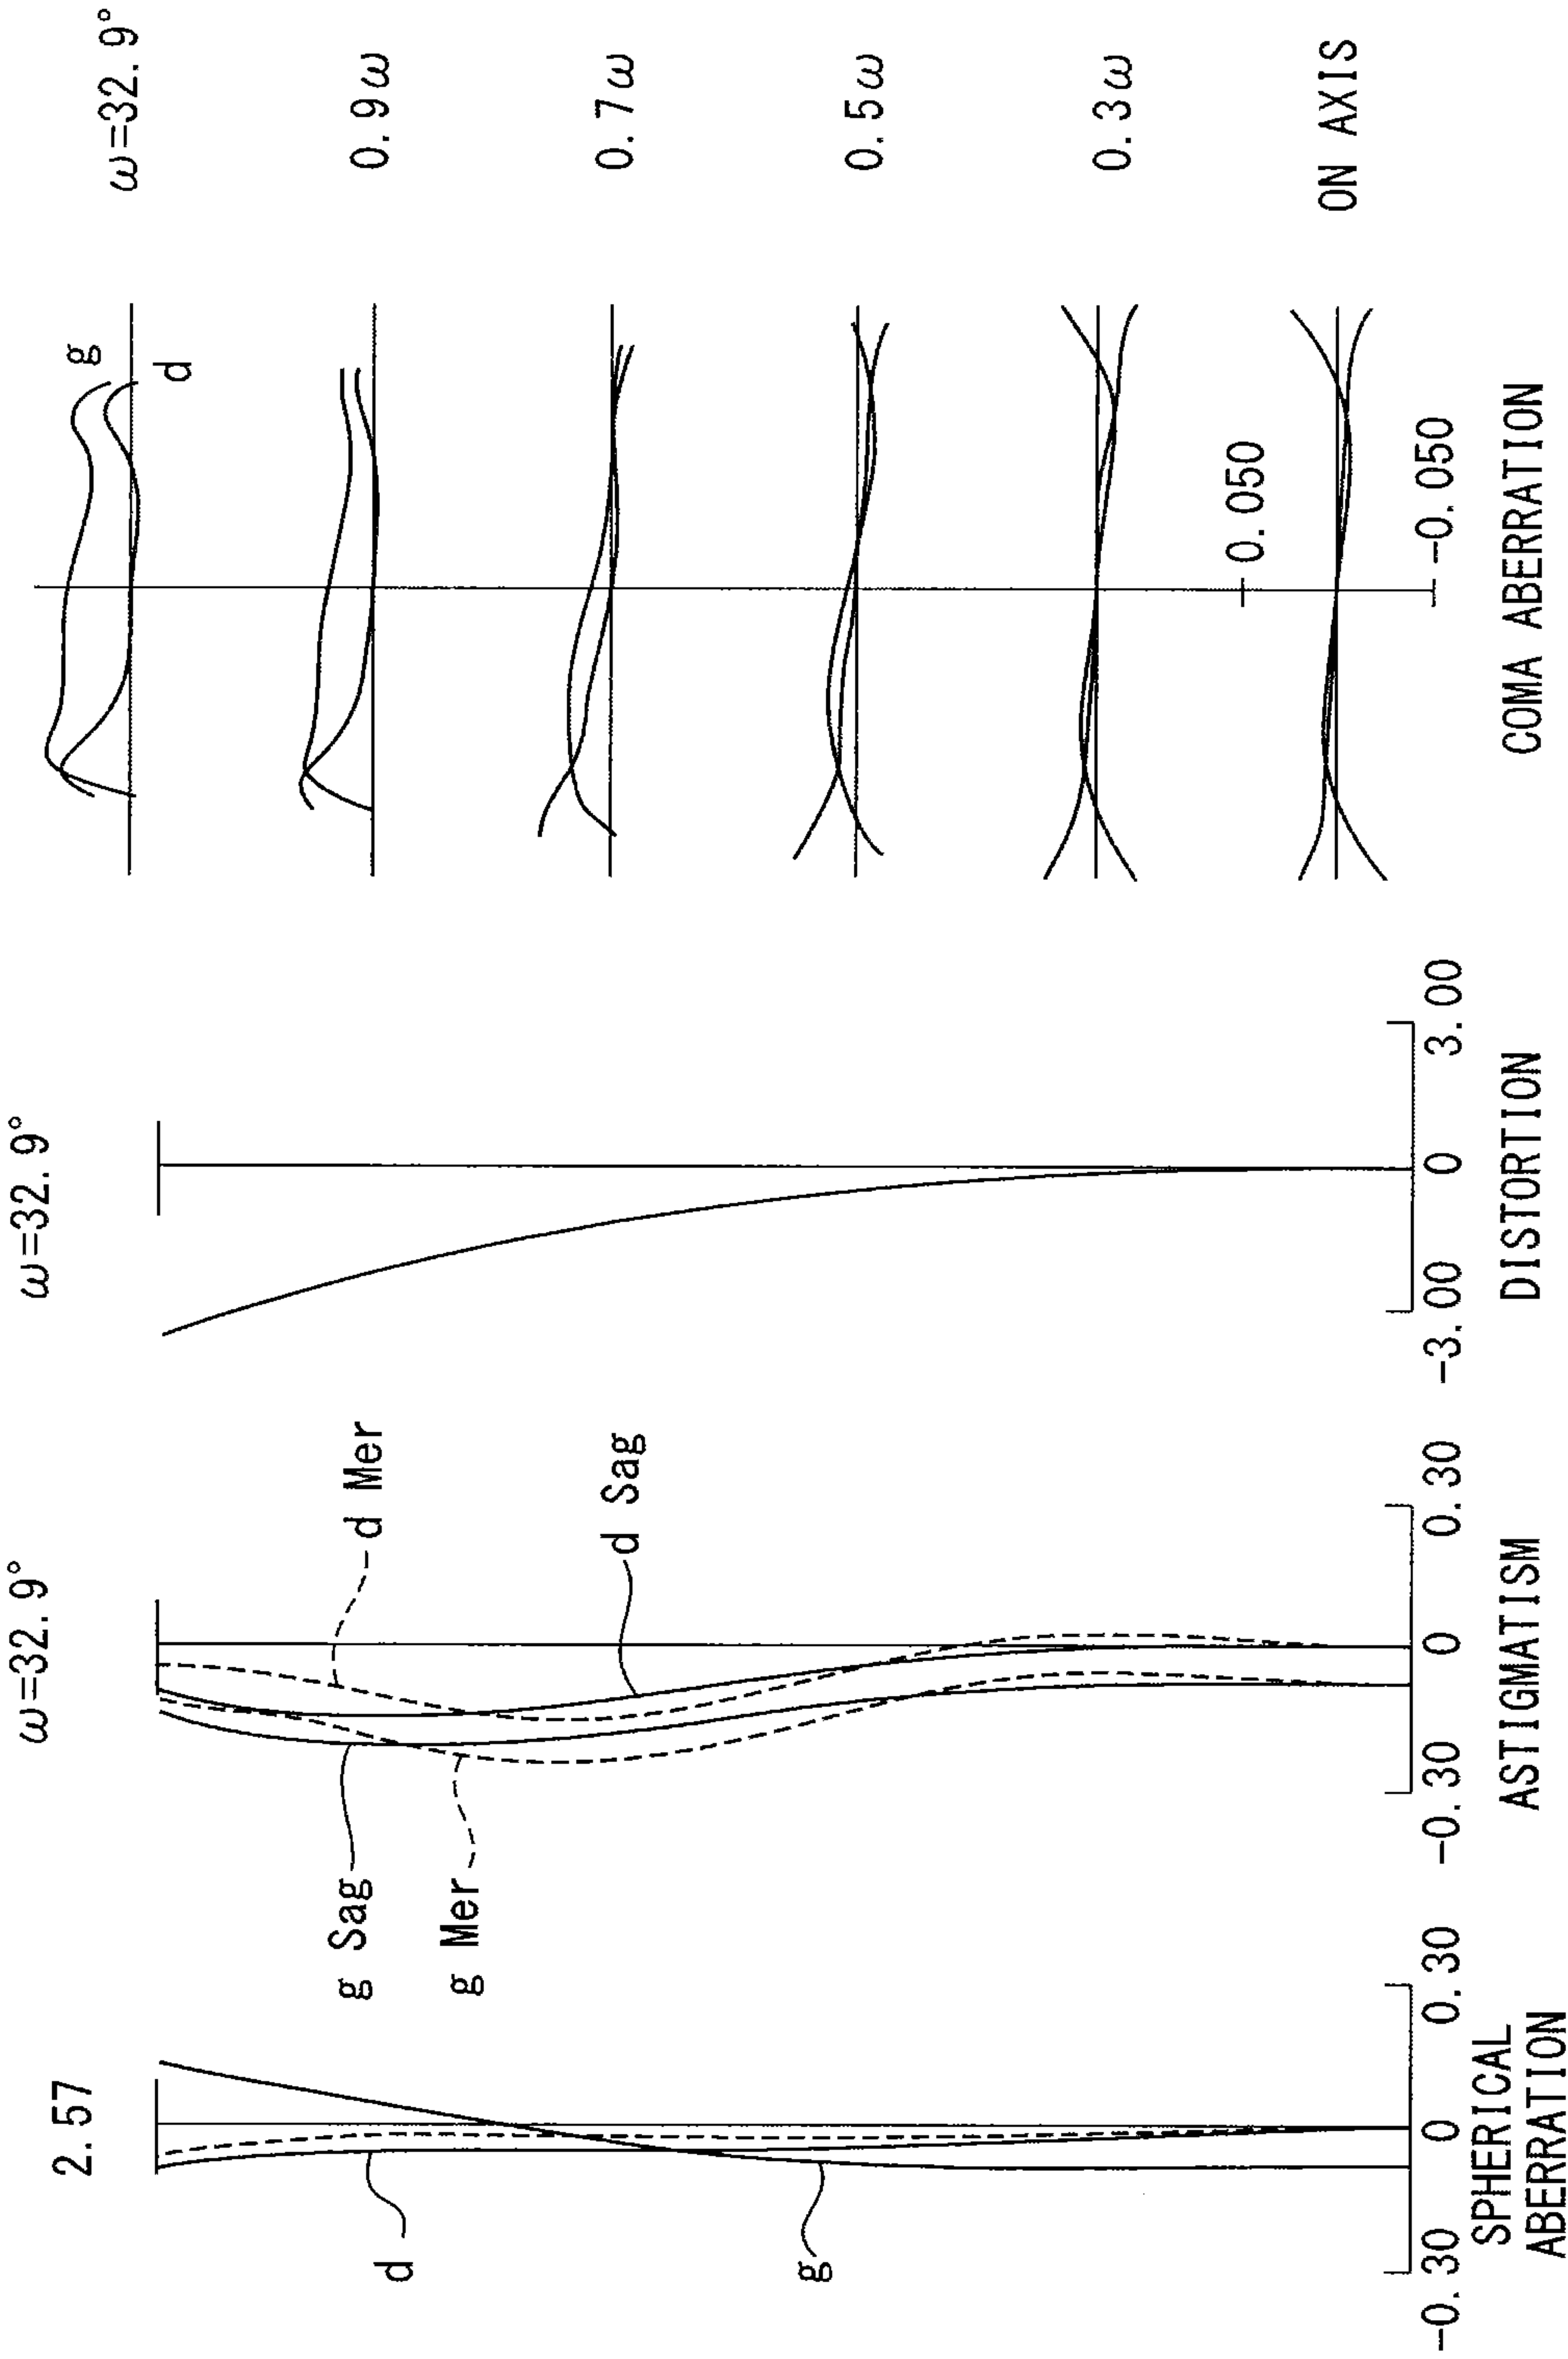 2.57
d
g
-0.30
0
0.30
SPHERICAL
ABERRATION
ω=32.9°
g Sag
g Mer
d Mer
d Sag
-0.30
0
0.30
ASTIGMATISM
ω=32.9°
-3.00
0
3.00
DISTORTION
g
d
ω=32.9°
0.9ω
0.7ω
0.5ω
0.3ω
0.050
ON AXIS
-0.050
COMA ABERRATION